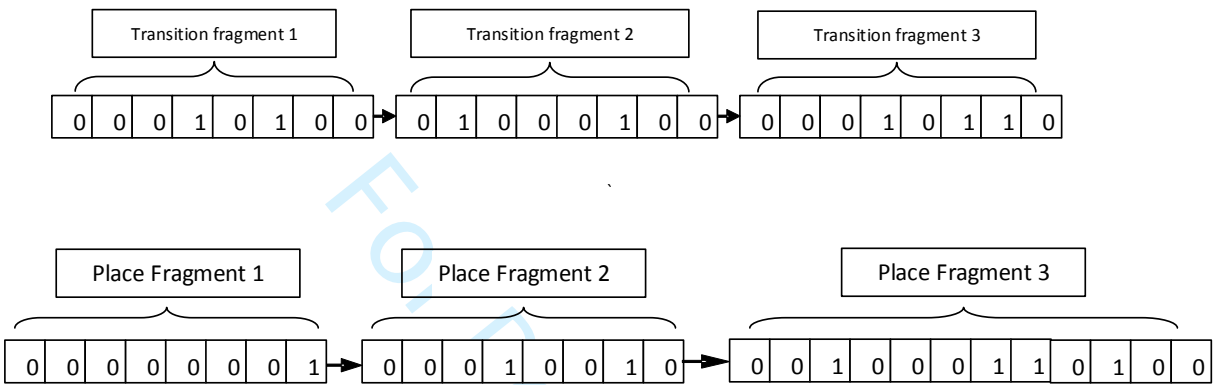 Transition fragment 1 Transition fragment 2 Transition fragment 3
0 0 0 1 0 1 0 0 0 1 0 0 0 1 0 0 0 0 0 1 0 1 1 0
`
For
Place Fragment 1 Place Fragment 2 Place Fragment 3
0 0 0 0 0 0 0 1 0 0 0 1 0 0 1 0 0 0 1 0 0 0 1 1 0 1 0 0